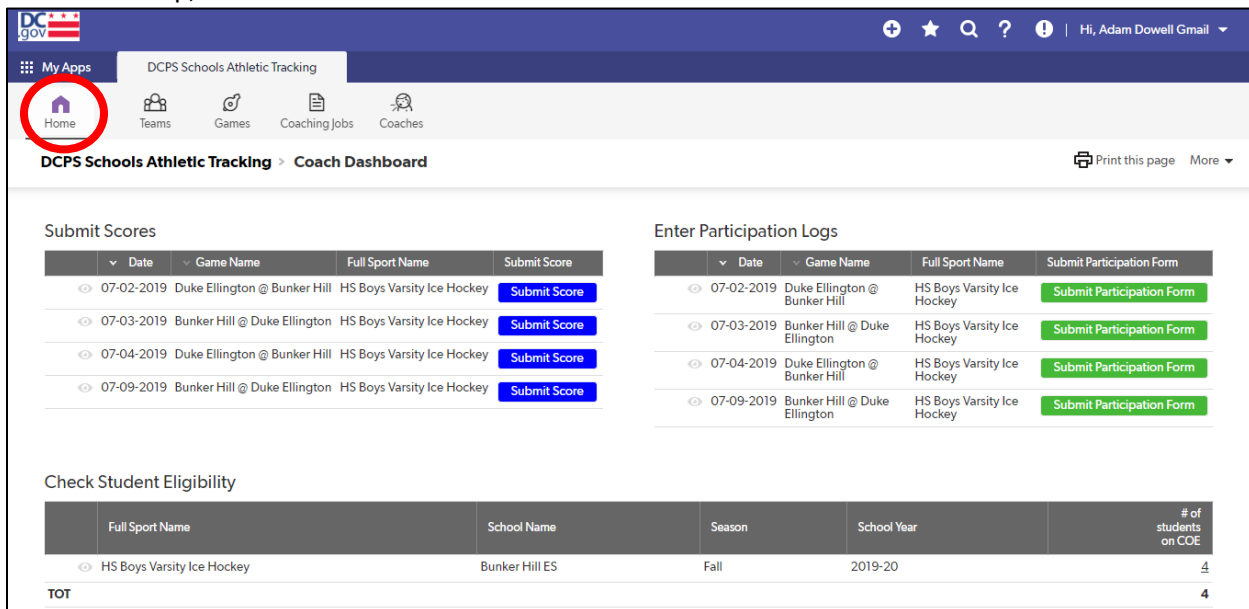 DC
.gov
Hi, Adam Dowell Gmail
My Apps DCPS Schools Athletic Tracking
Home Teams Games Coaching Jobs Coaches
DCPS Schools Athletic Tracking > Coach Dashboard Print this page More
Submit Scores
Date Game Name Full Sport Name Submit Score
07-02-2019 Duke Ellington @ Bunker Hill HS Boys Varsity Ice Hockey Submit Score
07-03-2019 Bunker Hill @ Duke Ellington HS Boys Varsity Ice Hockey Submit Score
07-04-2019 Duke Ellington @ Bunker Hill HS Boys Varsity Ice Hockey Submit Score
07-09-2019 Bunker Hill @ Duke Ellington HS Boys Varsity Ice Hockey Submit Score
Enter Participation Logs
Date Game Name Full Sport Name Submit Participation Form
07-02-2019 Duke Ellington @ HS Boys Varsity Ice Submit Participation Form
Bunker Hill Hockey
07-03-2019 Bunker Hill @ Duke HS Boys Varsity Ice Submit Participation Form
Ellington Hockey
07-04-2019 Duke Ellington @ HS Boys Varsity Ice Submit Participation Form
Bunker Hill Hockey
07-09-2019 Bunker Hill @ Duke HS Boys Varsity Ice Submit Participation Form
Ellington Hockey
Check Student Eligibility
Full Sport Name School Name Season School Year # of
students
on COE
HS Boys Varsity Ice Hockey Bunker Hill ES Fall 2019-20 4
TOT 4